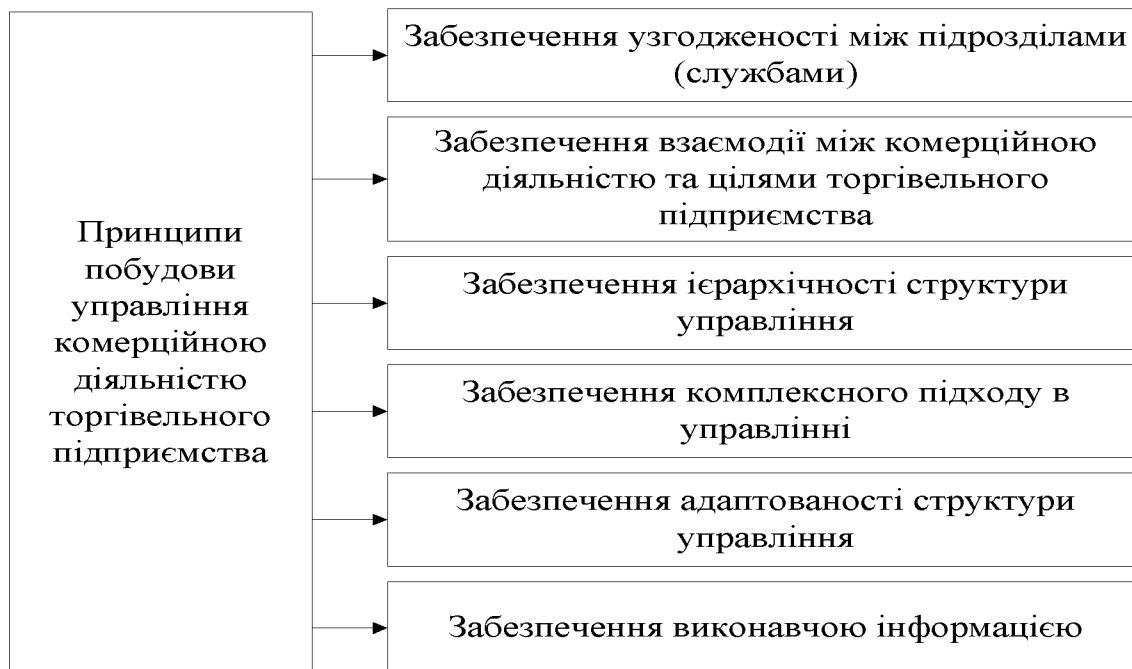 Принципи
побудови
управління
комерційною
діяльністю
торгівельного
підприємства
Забезпечення узгодженості між підрозділами
(службами)
Забезпечення взаємодії між комерційною
діяльністю та цілями торгівельного
підприємства
Забезпечення ієрархічності структури
управління
Забезпечення комплексного підходу в
управлінні
Забезпечення адаптованості структури
управління
Забезпечення виконавчою інформацією